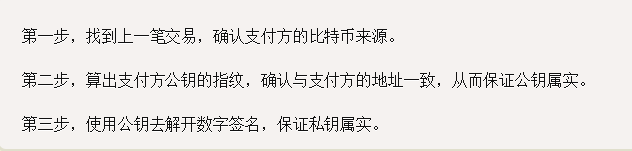 第一步，找到上一笔交易，确认支付方的比特币来源。
第二步，算出支付方公钥的指纹，确认与支付方的地址一致，从而保证公钥属实。
第三步，使用公钥去解开数字签名，保证私钥属实。